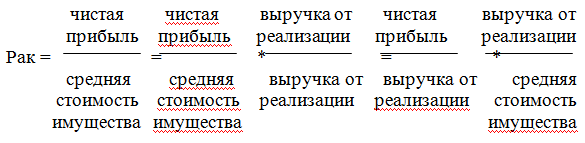 чистая чистая выручка от чистая выручка от
прибыль прибыль реализации прибыль реализации
Рак = = * = *
средняя средняя выручка от выручка от средняя
стоимость стоимость реализации реализации стоимость
имущества имущества имущества